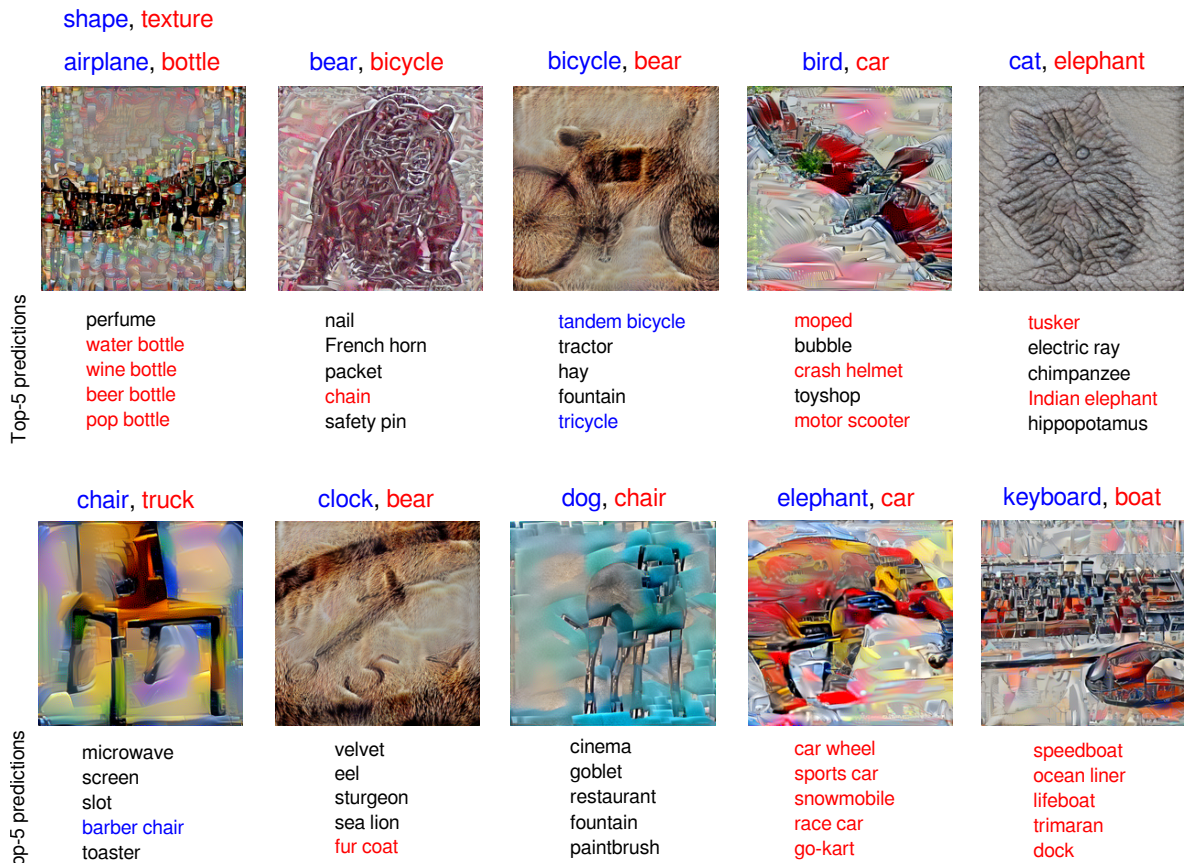 shape, texture
airplane, bottle
bear, bicycle
bicycle, bear
bird, car
cat, elephant
Top-5 predictions
perfume
water bottle
wine bottle
beer bottle
pop bottle
nail
French horn
packet
chain
safety pin
tandem bicycle
tractor
hay
fountain
tricycle
moped
bubble
crash helmet
toyshop
motor scooter
tusker
electric ray
chimpanzee
Indian elephant
hippopotamus
chair, truck
clock, bear
dog, chair
elephant, car
keyboard, boat
op-5 predictions
microwave
screen
slot
barber chair
toaster
velvet
eel
sturgeon
sea lion
fur coat
cinema
goblet
restaurant
fountain
paintbrush
car wheel
sports car
snowmobile
race car
go-kart
speedboat
ocean liner
lifeboat
trimaran
dock